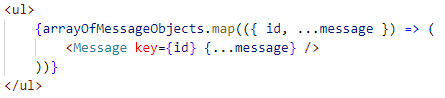 <ul>
    {arrayOfMessageObjects.map(({ id, ...message }) => (
        <Message key={id} {...message} />
    ))}
</ul>